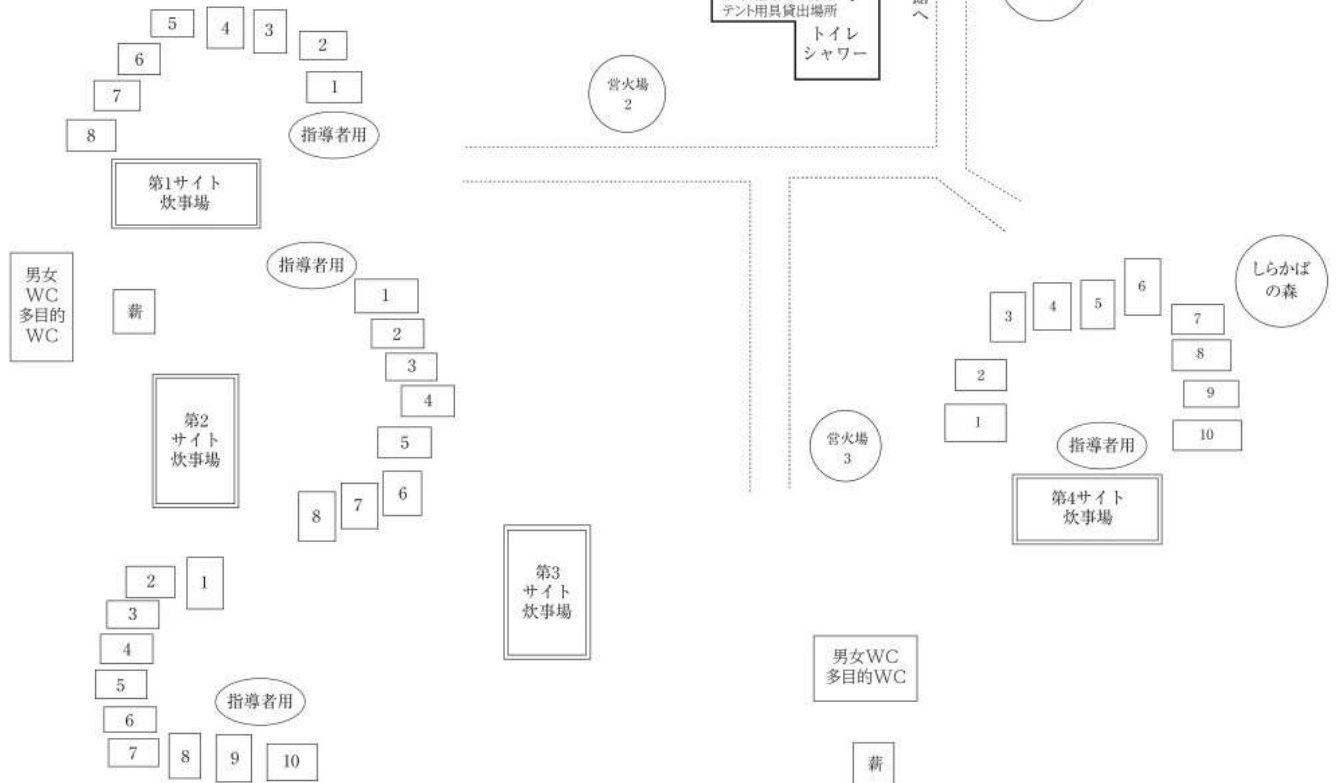 テント用具貸出場所
トイレ
シャワー
へ
営火場
2
5
4
3
2
1
6
7
8
指導者用
第1サイト
炊事場
男女
WC
多目的
WC
薪
指導者用
1
2
3
4
5
6
7
8
第2
サイト
炊事場
しらかば
の森
6
5
4
3
7
8
2
9
1
10
営火場
3
指導者用
第4サイト
炊事場
第3
サイト
炊事場
1
2
3
4
5
6
7
8
9
10
指導者用
男女WC
多目的WC
薪